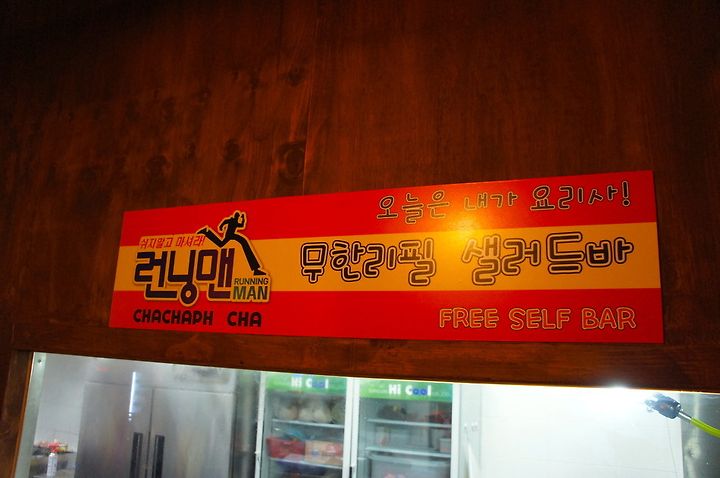 오늘은 내가 요리사!
쉬지말고 마셔라!
런닝맨
RUNNING
MAN
무한리필 샐러드바
CHACHAPH CHA
FREE SELF BAR
Hi Cool
Hi Cool